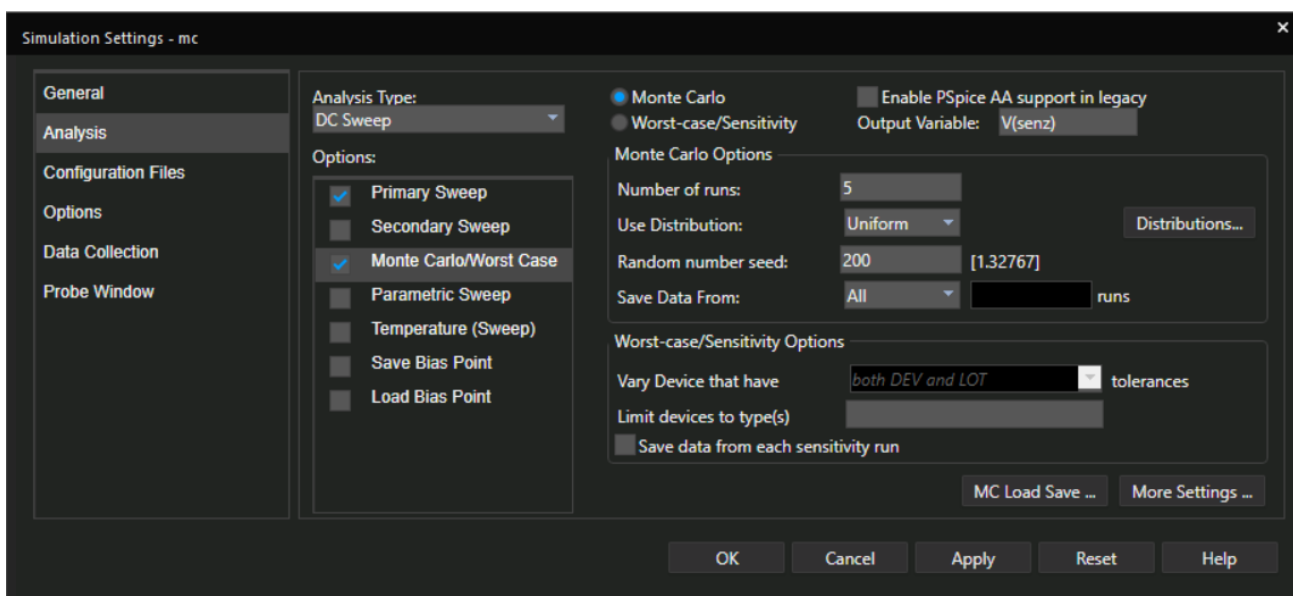 Simulation Settings - mc
×
General
Analysis
Configuration Files
Options
Data Collection
Probe Window
Analysis Type:
DC Sweep
Options:
Primary Sweep
Secondary Sweep
Monte Carlo/Worst Case
Parametric Sweep
Temperature (Sweep)
Save Bias Point
Load Bias Point
Monte Carlo
Enable PSpice AA support in legacy
Worst-case/Sensitivity
Output Variable: V(senz)
Monte Carlo Options
Number of runs: 5
Use Distribution: Uniform Distributions...
Random number seed: 200 [1.32767]
Save Data From: All runs
Worst-case/Sensitivity Options
Vary Device that have both DEV and LOT tolerances
Limit devices to type(s)
Save data from each sensitivity run
MC Load Save ... More Settings ...
OK Cancel Apply Reset Help